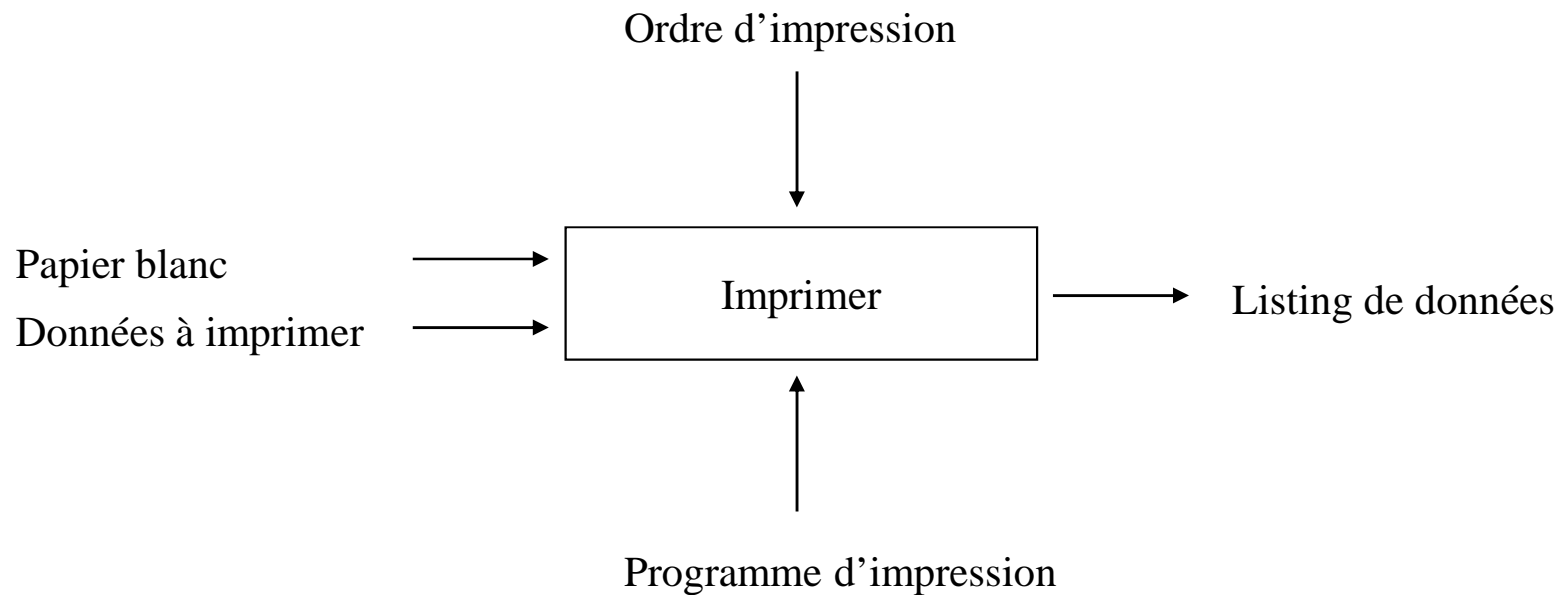 Ordre d’impression
Papier blanc
Imprimer
Listing de données
Données à imprimer
Programme d’impression